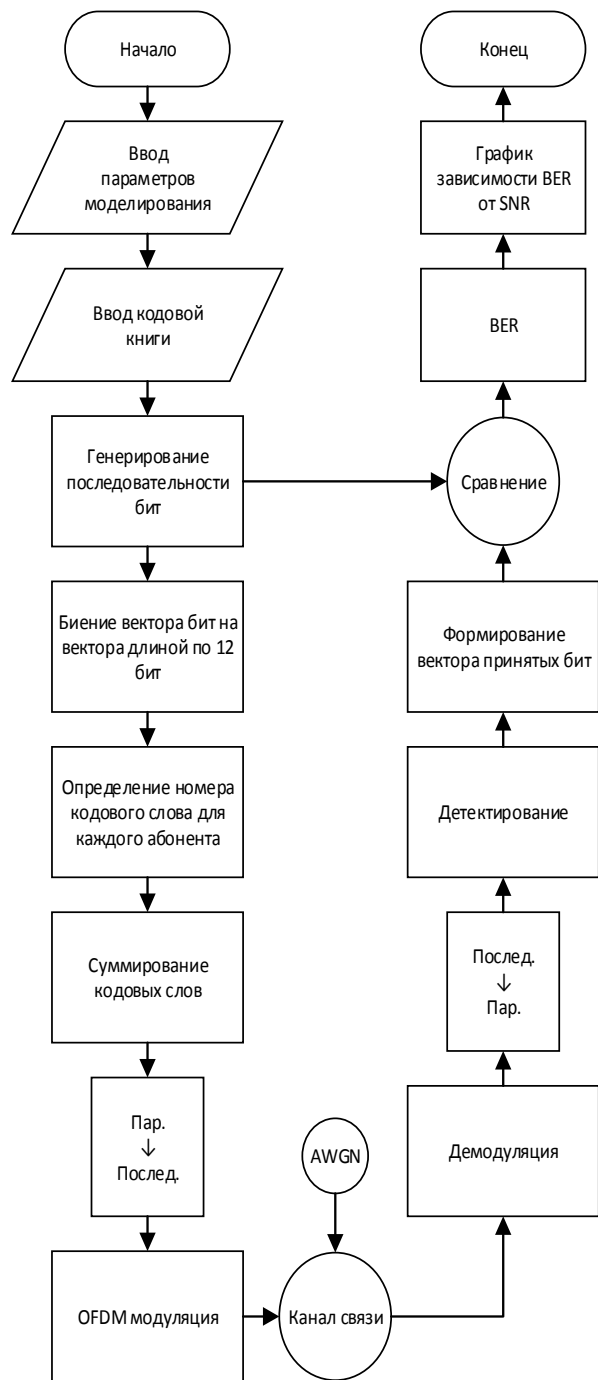 Начало
Ввод
параметров
моделирования
Ввод кодовой
книги
Генерирование
последовательности
бит
Биение вектора бит на
вектора длиной по 12
бит
Определение номера
кодового слова для
каждого абонента
Суммирование
кодовых слов
Пар.
↓
Послед.
OFDM модуляция
AWGN
Канал связи
Демодуляция
Послед.
↓
Пар.
Детектирование
Формирование
вектора принятых бит
Сравнение
BER
График
зависимости BER
от SNR
Конец